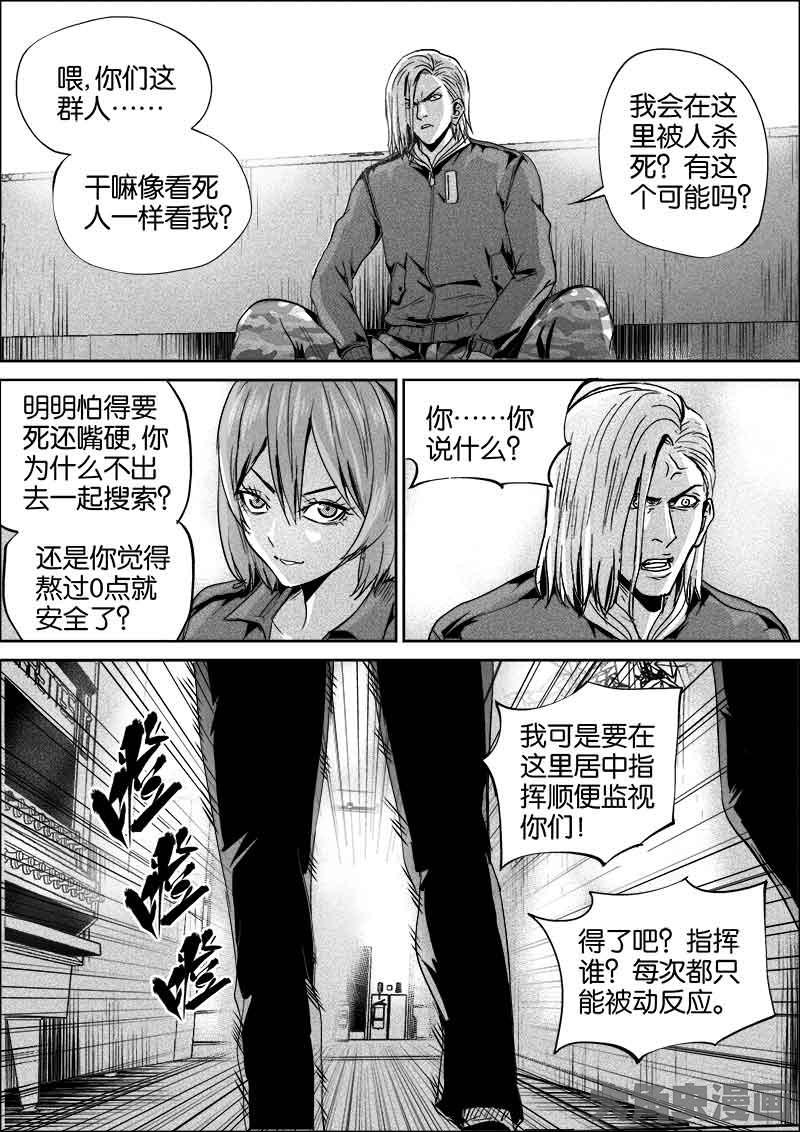 喂,你们这
群人……
干嘛像看死
人一样看我?
我会在这
里被人杀
死?有这
个可能吗?
明明怕得要
死还嘴硬,你
为什么不出
去一起搜索?
还是你觉得
熬过0点就
安全了?
你……你
说什么?
我可是要在
这里居中指
挥顺便监视
你们!
噔
噔
噔
得了吧?指挥
谁?每次都只
能被动反应。